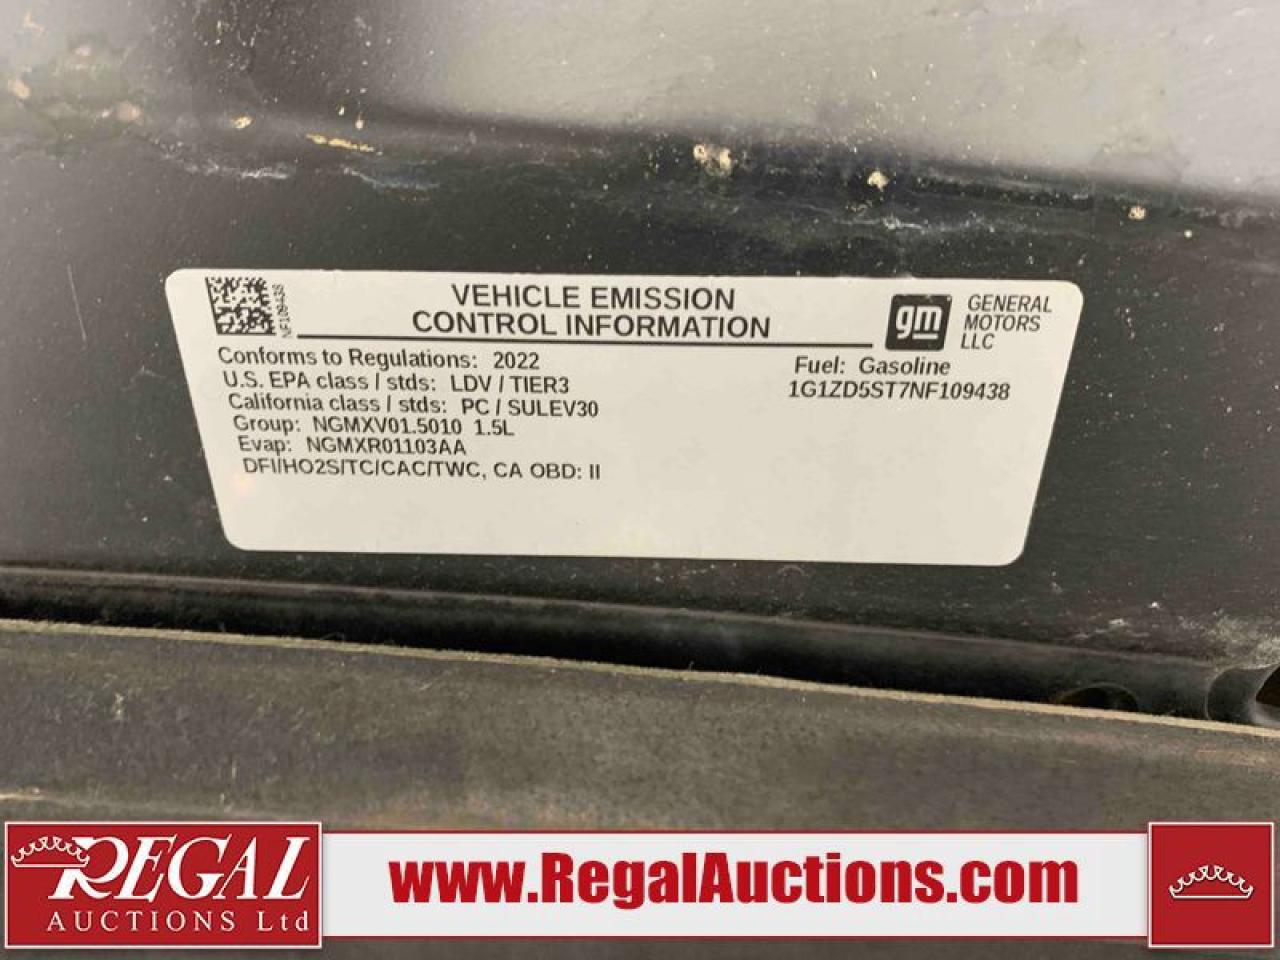 NF109438
VEHICLE EMISSION
CONTROL INFORMATION
gm
GENERAL
MOTORS
LLC
Conforms to Regulations: 2022
U.S. EPA class / stds: LDV / TIER3
California class / stds: PC / SULEV30
Group: NGMXV01.5010 1.5L
Evap: NGMXR01103AA
DFI/HO2S/TC/CAC/TWC, CA OBD: II
Fuel: Gasoline
1G1ZD5ST7NF109438
REGAL
AUCTIONS Ltd
www.RegalAuctions.com